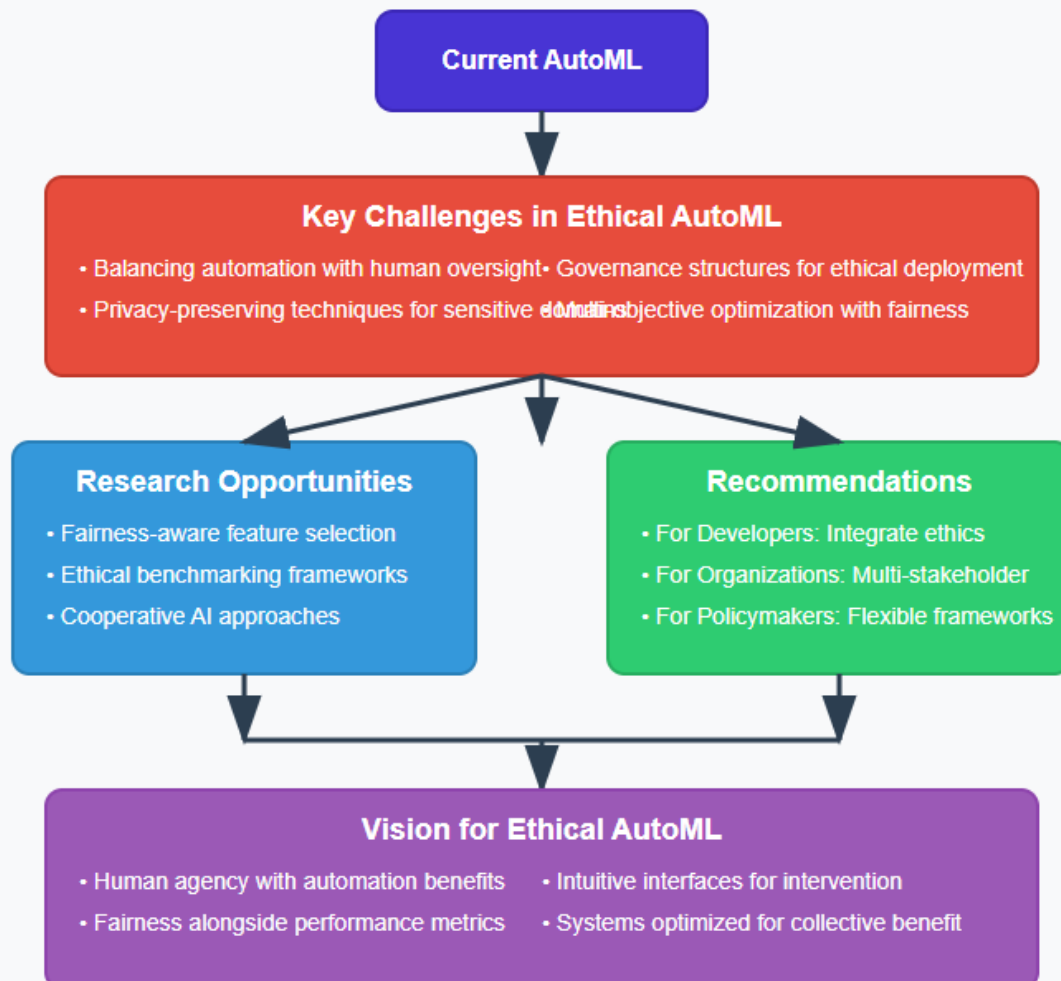 Current AutoML
Key Challenges in Ethical AutoML
• Balancing automation with human oversight
• Governance structures for ethical deployment
• Privacy-preserving techniques for sensitive domains
• Multi-objective optimization with fairness
Research Opportunities
• Fairness-aware feature selection
• Ethical benchmarking frameworks
• Cooperative AI approaches
Recommendations
• For Developers: Integrate ethics
• For Organizations: Multi-stakeholder
• For Policymakers: Flexible frameworks
Vision for Ethical AutoML
• Human agency with automation benefits
• Intuitive interfaces for intervention
• Fairness alongside performance metrics
• Systems optimized for collective benefit